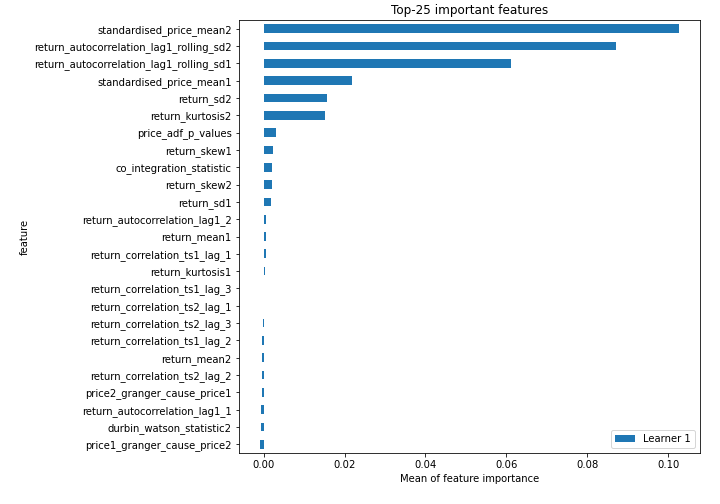 Top-25 important features
standardised_price_mean2
return_autocorrelation_lag1_rolling_sd2
return_autocorrelation_lag1_rolling_sd1
standardised_price_mean1
return_sd2
return_kurtosis2
price_adf_p_values
return_skew1
co_integration_statistic
return_skew2
return_sd1
return_autocorrelation_lag1_2
return_mean1
return_correlation_ts1_lag_1
return_kurtosis1
return_correlation_ts1_lag_3
return_correlation_ts2_lag_1
return_correlation_ts2_lag_3
return_correlation_ts1_lag_2
return_mean2
return_correlation_ts2_lag_2
price2_granger_cause_price1
return_autocorrelation_lag1_1
durbin_watson_statistic2
price1_granger_cause_price2
feature
Learner 1
0.00 0.02 0.04 0.06 0.08 0.10
Mean of feature importance